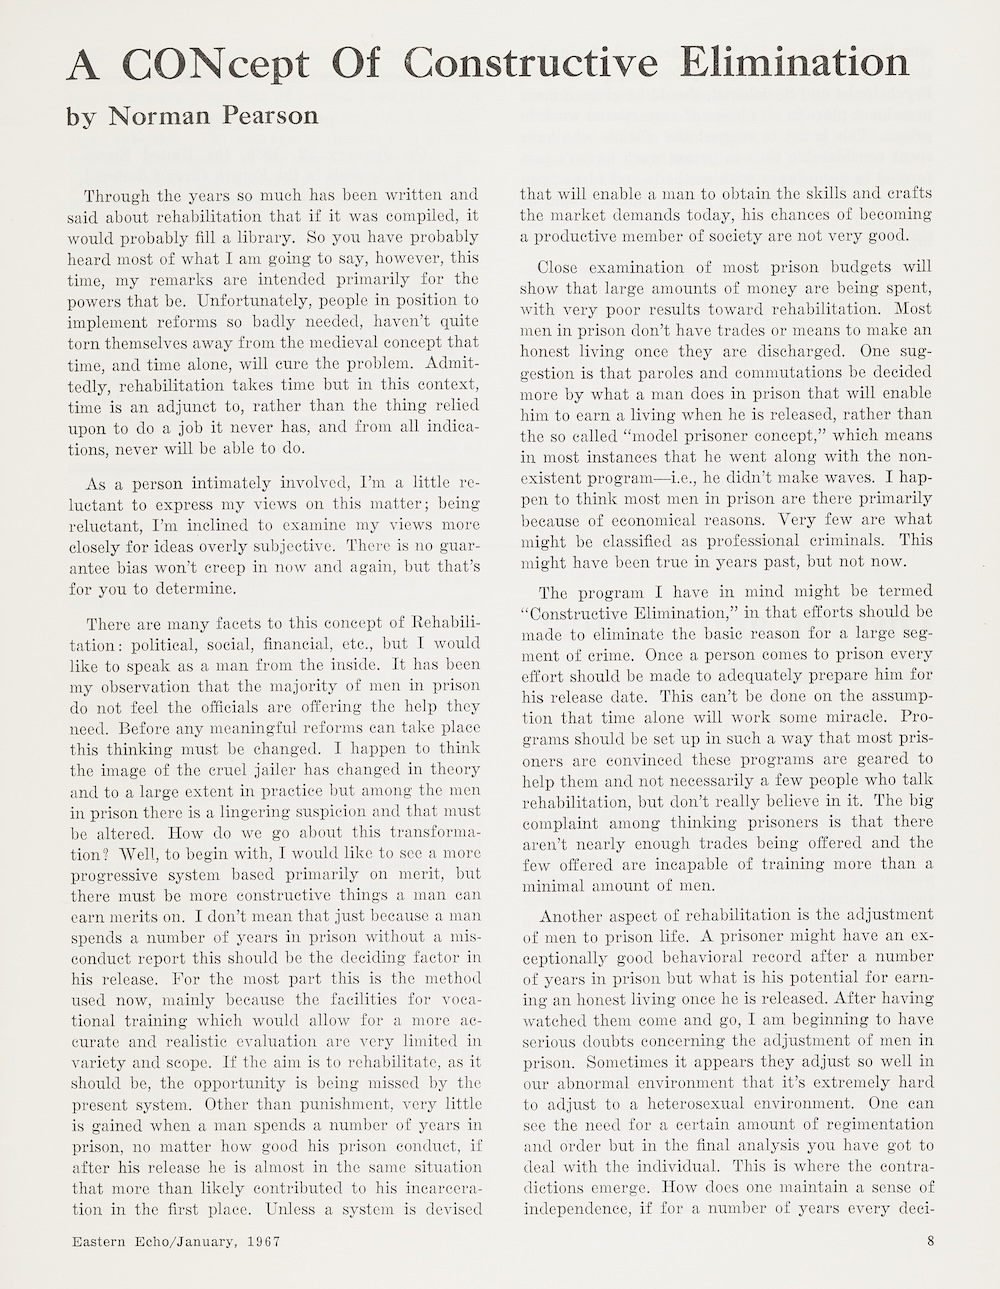 A CONcept Of Constructive Elimination
by Norman Pearson
Through the years so much has been written and
said about rehabilitation that if it was compiled, it
would probably fill a library. So you have probably
heard most of what I am going to say, however, this
time, my remarks are intended primarily for the
powers that be. Unfortunately, people in position to
implement reforms so badly needed, haven't quite
torn themselves away from the medieval concept that
time, and time alone, will cure the problem. Admit-
tedly, rehabilitation takes time but in this context,
time is an adjunct to, rather than the thing relied
upon to do a job it never has, and from all indica-
tions, never will be able to do.
As a person intimately involved, I'm a little re-
luctant to express my views on this matter; being
reluctant, I'm inclined to examine my views more
closely for ideas overly subjective. There is no guar-
antee bias won't creep in now and again, but that's
for you to determine.
There are many facets to this concept of Rehabili-
tation: political, social, financial, etc., but I would
like to speak as a man from the inside. It has been
my observation that the majority of men in prison
do not feel the officials are offering the help they
need. Before any meaningful reforms can take place
this thinking must be changed. I happen to think
the image of the cruel jailer has changed in theory
and to a large extent in practice but among the men
in prison there is a lingering suspicion and that must
be altered. How do we go about this transforma-
tion? Well, to begin with, I would like to see a more
progressive system based primarily on merit, but
there must be more constructive things a man can
earn merits on. I don't mean that just because a man
spends a number of years in prison without a mis-
conduct report this should be the deciding factor in
his release. For the most part this is the method
used now, mainly because the facilities for voca-
tional training which would allow for a more ac-
curate and realistic evaluation are very limited in
variety and scope. If the aim is to rehabilitate, as it
should be, the opportunity is being missed by the
present system. Other than punishment, very little
is gained when a man spends a number of years in
prison, no matter how good his prison conduct, if
after his release he is almost in the same situation
that more than likely contributed to his incarcera-
tion in the first place. Unless a system is devised
that will enable a man to obtain the skills and crafts
the market demands today, his chances of becoming
a productive member of society are not very good.
Close examination of most prison budgets will
show that large amounts of money are being spent,
with very poor results toward rehabilitation. Most
men in prison don't have trades or means to make an
honest living once they are discharged. One sug-
gestion is that paroles and commutations be decided
more by what a man does in prison that will enable
him to earn a living when he is released, rather than
the so called "model prisoner concept," which means
in most instances that he went along with the non-
existent program—i.e., he didn't make waves. I hap-
pen to think most men in prison are there primarily
because of economical reasons. Very few are what
might be classified as professional criminals. This
might have been true in years past, but not now.
The program I have in mind might be termed
"Constructive Elimination," in that efforts should be
made to eliminate the basic reason for a large seg-
ment of crime. Once a person comes to prison every
effort should be made to adequately prepare him for
his release date. This can't be done on the assump-
tion that time alone will work some miracle. Pro-
grams should be set up in such a way that most pris-
oners are convinced these programs are geared to
help them and not necessarily a few people who talk
rehabilitation, but don't really believe in it. The big
complaint among thinking prisoners is that there
aren't nearly enough trades being offered and the
few offered are incapable of training more than a
minimal amount of men.
Another aspect of rehabilitation is the adjustment
of men to prison life. A prisoner might have an ex-
ceptionally good behavioral record after a number
of years in prison but what is his potential for earn-
ing an honest living once he is released. After having
watched them come and go, I am beginning to have
serious doubts concerning the adjustment of men in
prison. Sometimes it appears they adjust so well in
our abnormal environment that it's extremely hard
to adjust to a heterosexual environment. One can
see the need for a certain amount of regimentation
and order but in the final analysis you have got to
deal with the individual. This is where the contra-
dictions emerge. How does one maintain a sense of
independence, if for a number of years every deci-
Eastern Echo/January, 1967
8